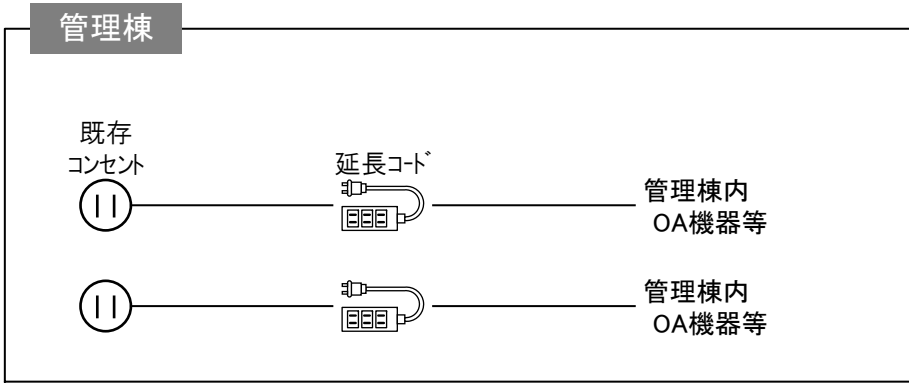 管理棟
既存
ｺﾝｾﾝﾄ
延長ｺｰﾄﾞ
管理棟内
OA機器等
管理棟内
OA機器等